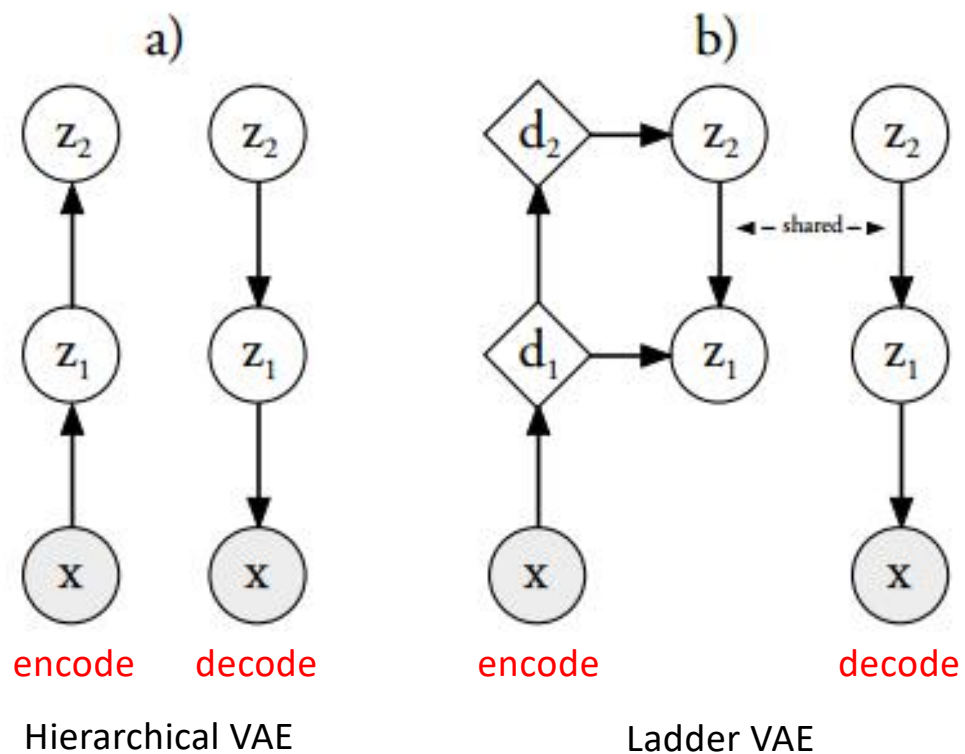 a)
b)
z₂
z₂
d₂
z₂
z₂
◄ – shared – ►
z₁
z₁
d₁
z₁
z₁
x
x
x
x
encode
decode
encode
decode
Hierarchical VAE
Ladder VAE